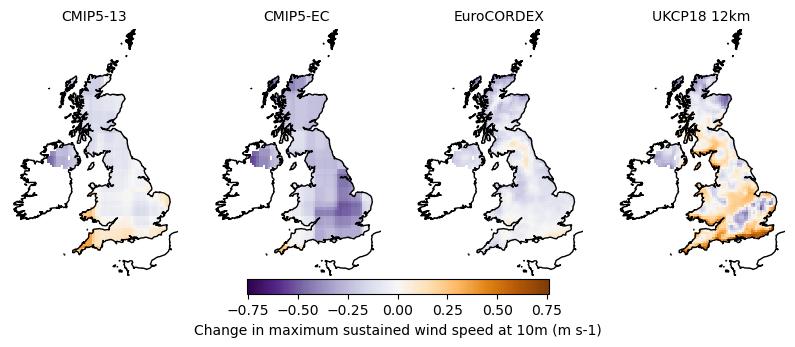 CMIP5-13
CMIP5-EC
EuroCORDEX
UKCP18 12km
−0.75 −0.50 −0.25 0.00 0.25 0.50 0.75
Change in maximum sustained wind speed at 10m (m s-1)